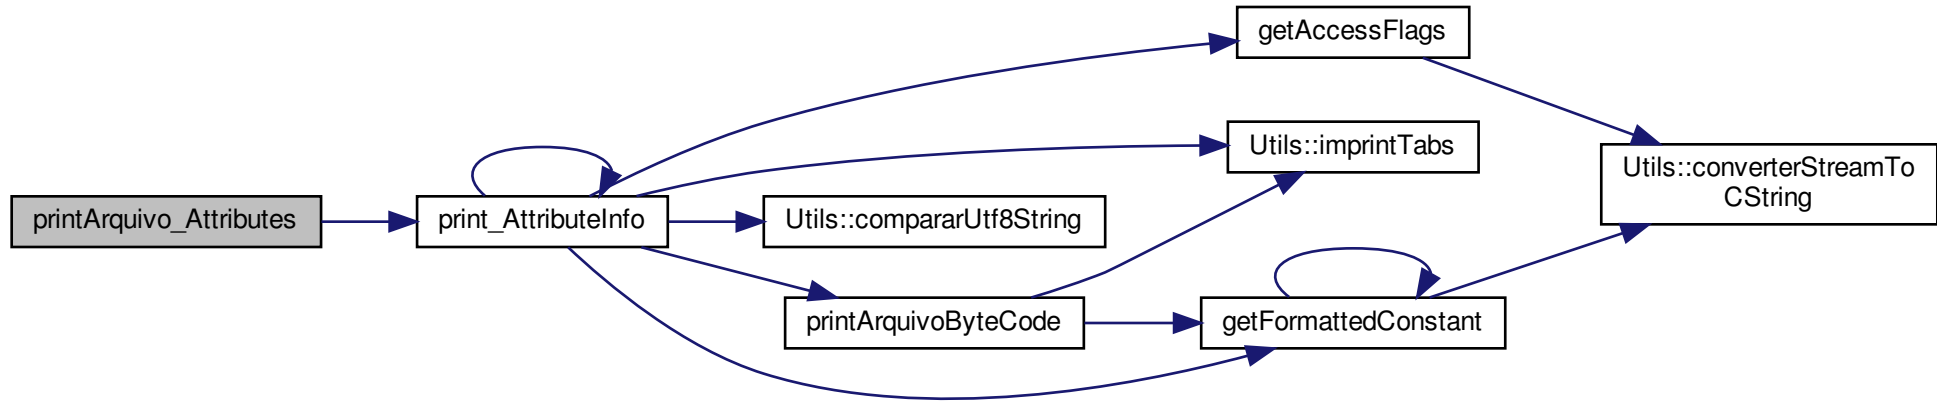 printArquivo_Attributes
print_AttributeInfo
getAccessFlags
Utils::imprintTabs
Utils::compararUtf8String
printArquivoByteCode
getFormattedConstant
Utils::converterStreamTo
CString